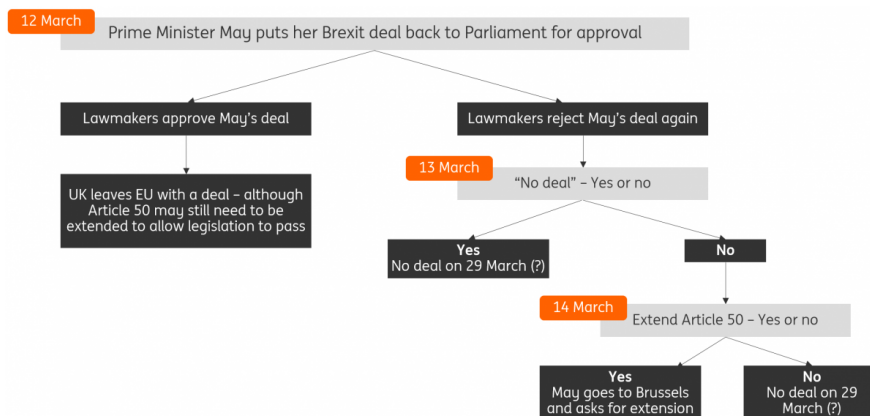 12 March
Prime Minister May puts her Brexit deal back to Parliament for approval
Lawmakers approve May's deal
Lawmakers reject May's deal again
13 March
"No deal" – Yes or no
UK leaves EU with a deal – although
Article 50 may still need to be
extended to allow legislation to pass
Yes
No deal on 29 March (?)
No
14 March
Extend Article 50 – Yes or no
Yes
May goes to Brussels
and asks for extension
No
No deal on 29
March (?)